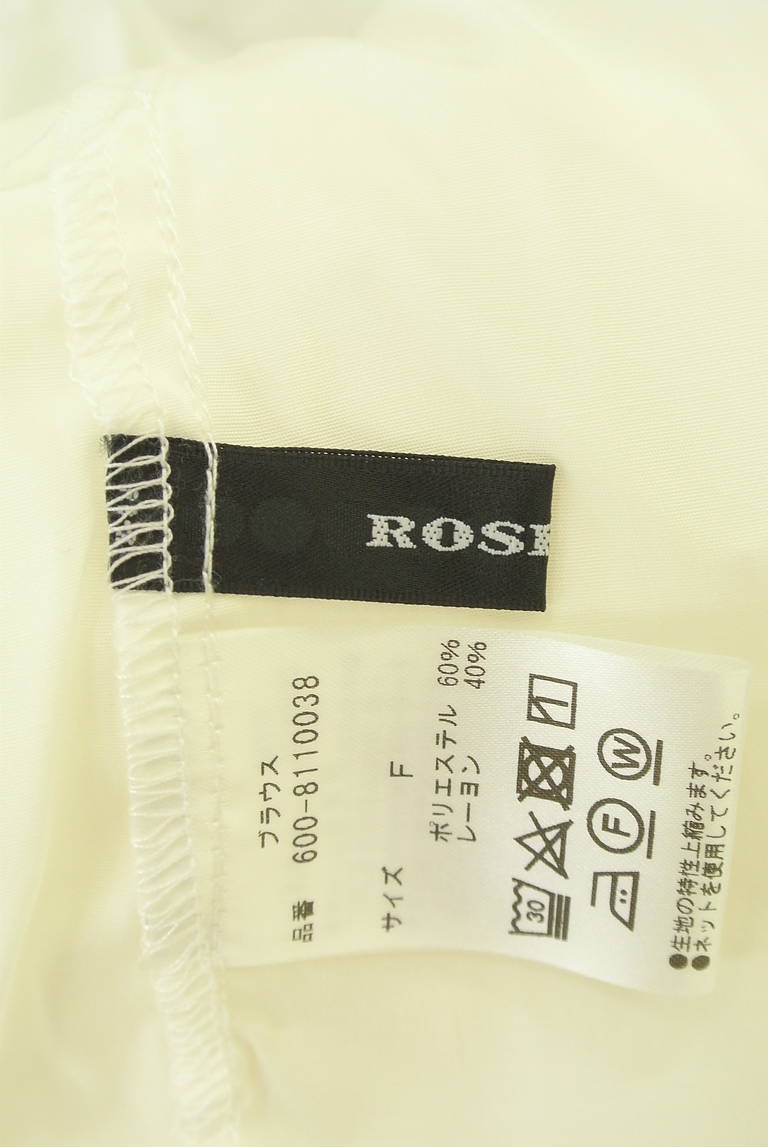 ROSE
ブラウス
品番 600-8110038
サイズ F
ポリエステル 60%
レーヨン 40%
30
F
W
●生地の特性上縮みます。
●ネットを使用してください。